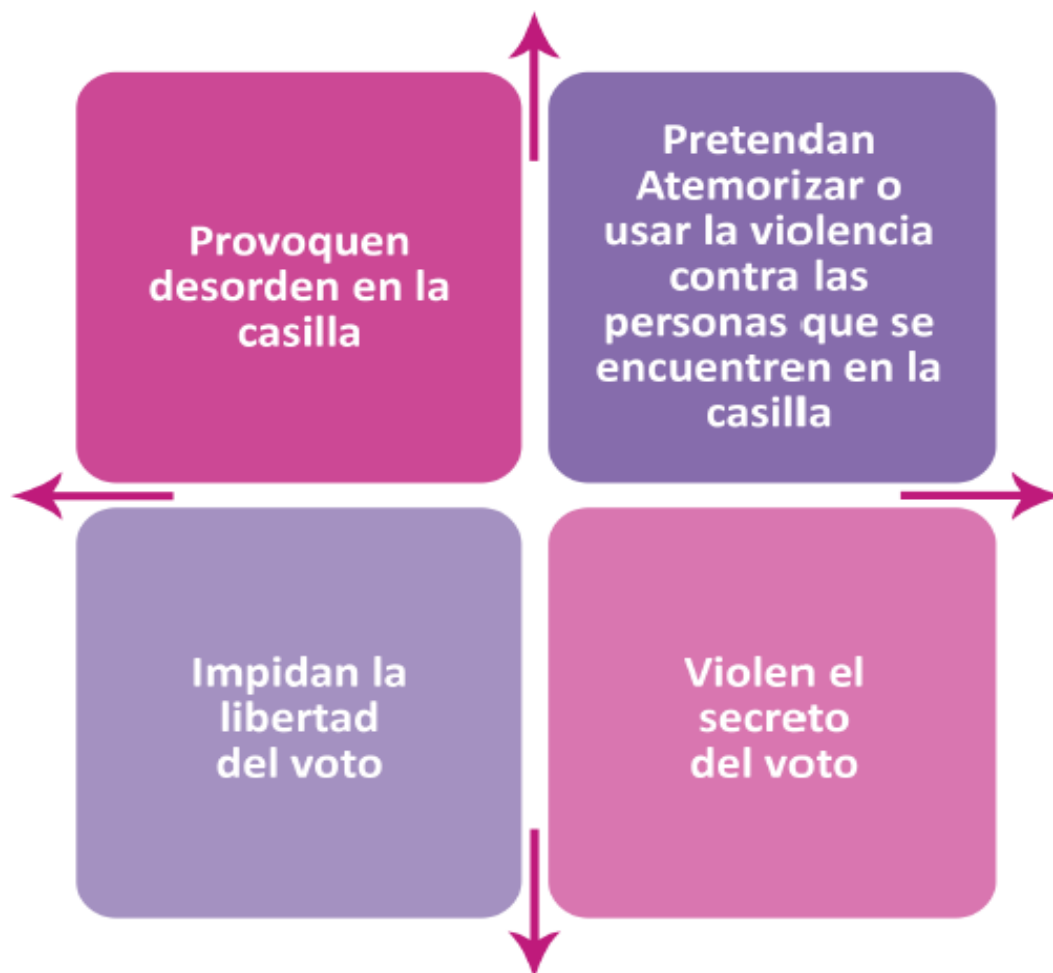 Provoquen
desorden en la
casilla
Pretendan
Atemorizar o
usar la violencia
contra las
personas que se
encuentren en la
casilla
Impidan la
libertad
del voto
Violen el
secreto
del voto